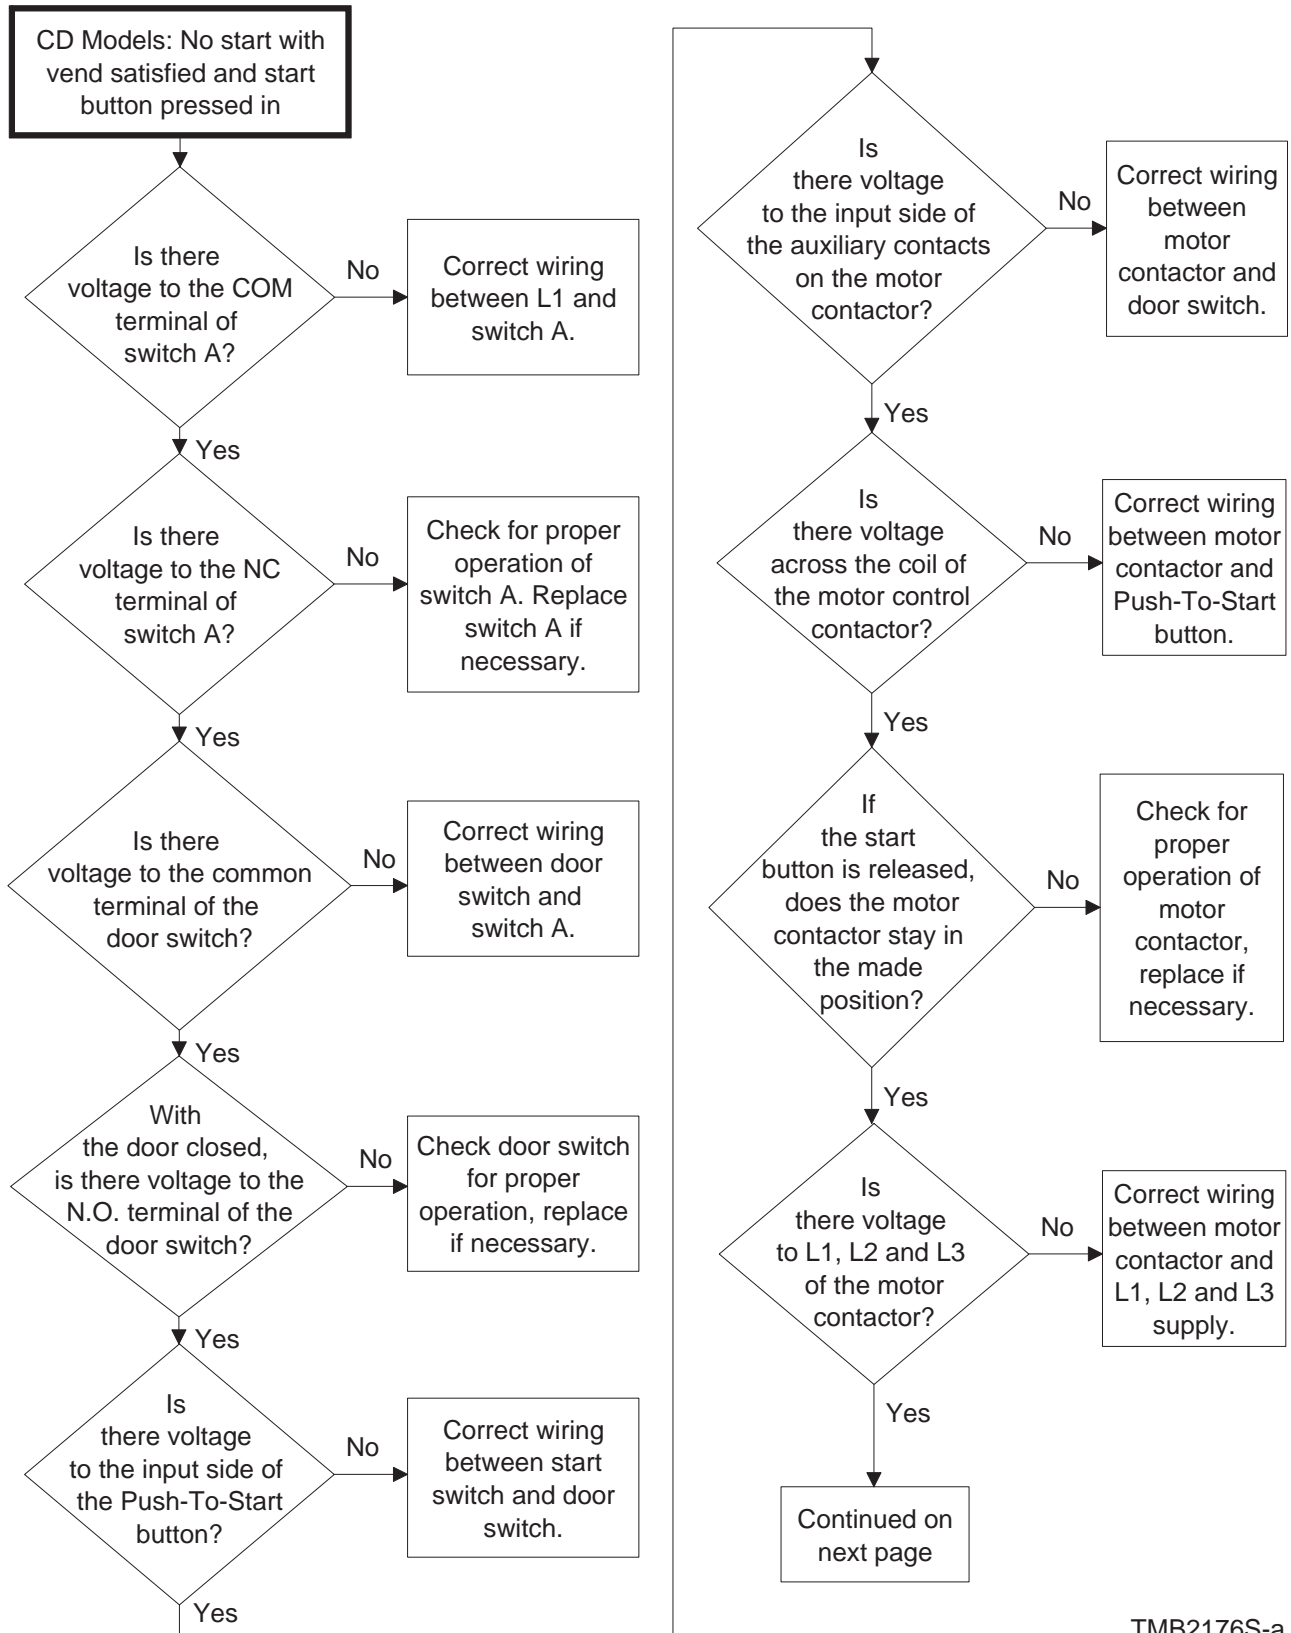 CD Models: No start with
vend satisfied and start
button pressed in
Is there
voltage to the COM
terminal of
switch A?
No
Correct wiring
between L1 and
switch A.
Yes
Is there
voltage to the NC
terminal of
switch A?
No
Check for proper
operation of
switch A. Replace
switch A if
necessary.
Yes
Is there
voltage to the common
terminal of the
door switch?
No
Correct wiring
between door
switch and
switch A.
Yes
With
the door closed,
is there voltage to the
N.O. terminal of the
door switch?
No
Check door switch
for proper
operation, replace
if necessary.
Yes
Is
there voltage
to the input side of
the Push-To-Start
button?
No
Correct wiring
between start
switch and door
switch.
Yes
Is
there voltage
to the input side of
the auxiliary contacts
on the motor
contactor?
No
Correct wiring
between
motor
contactor and
door switch.
Yes
Is
there voltage
across the coil of
the motor control
contactor?
No
Correct wiring
between motor
contactor and
Push-To-Start
button.
Yes
If
the start
button is released,
does the motor
contactor stay in
the made
position?
No
Check for
proper
operation of
motor
contactor,
replace if
necessary.
Yes
Is
there voltage
to L1, L2 and L3
of the motor
contactor?
No
Correct wiring
between motor
contactor and
L1, L2 and L3
supply.
Yes
Continued on
next page
TMB2176S-a